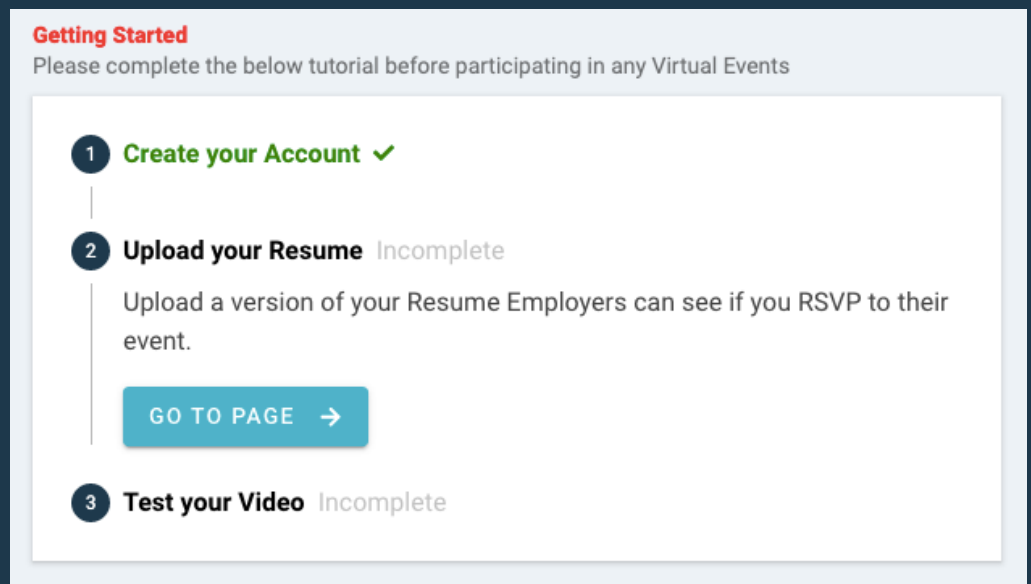 Getting Started
Please complete the below tutorial before participating in any Virtual Events
1 Create your Account
2 Upload your Resume Incomplete
Upload a version of your Resume Employers can see if you RSVP to their
event.
GO TO PAGE
3 Test your Video Incomplete